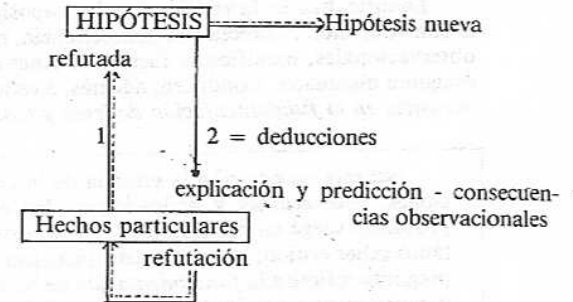 HIPÓTESIS Hipótesis nueva
refutada
1 2 = deducciones
explicación y predicción - consecuen-
cias observacionales
Hechos particulares
refutación